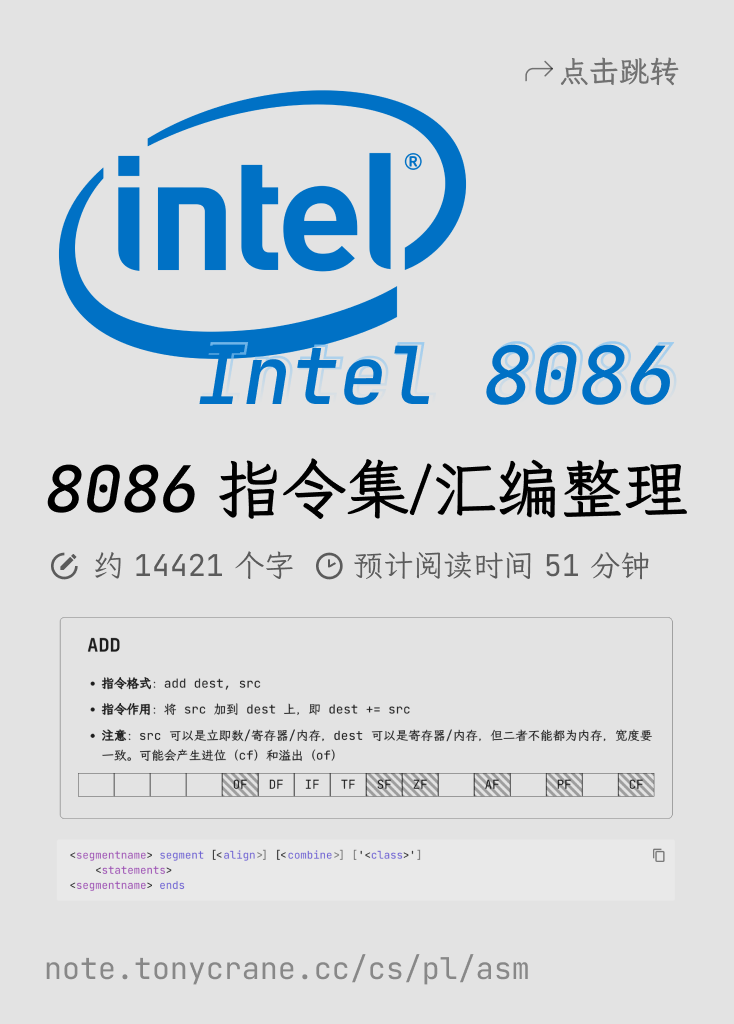 点击跳转
intel®
Intel 8086
8086 指令集/汇编整理
约 14421 个字 预计阅读时间 51 分钟
ADD
• 指令格式: add dest, src
• 指令作用: 将 src 加到 dest 上, 即 dest += src
• 注意: src 可以是立即数/寄存器/内存, dest 可以是寄存器/内存, 但二者不能都为内存, 宽度要
一致。可能会产生进位 (cf) 和溢出 (of)
OF DF IF TF SF ZF AF PF CF
<segmentname> segment [<align>] [<combine>] ['<class>']
<statements>
<segmentname> ends
note.tonycrane.cc/cs/pl/asm